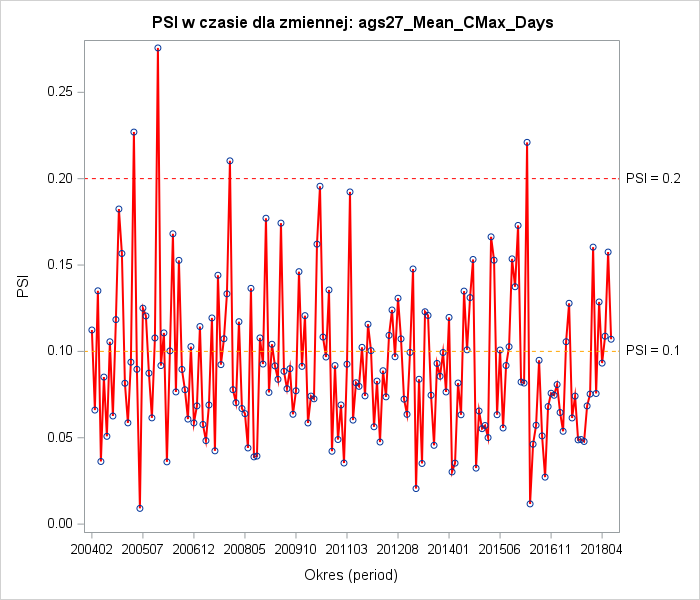 PSI w czasie dla zmiennej: ags27_Mean_CMax_Days
0.25
0.20
PSI = 0.2
0.15
PSI
0.10
PSI = 0.1
0.05
0.00
200402 200507 200612 200805 200910 201103 201208 201401 201506 201611 201804
Okres (period)